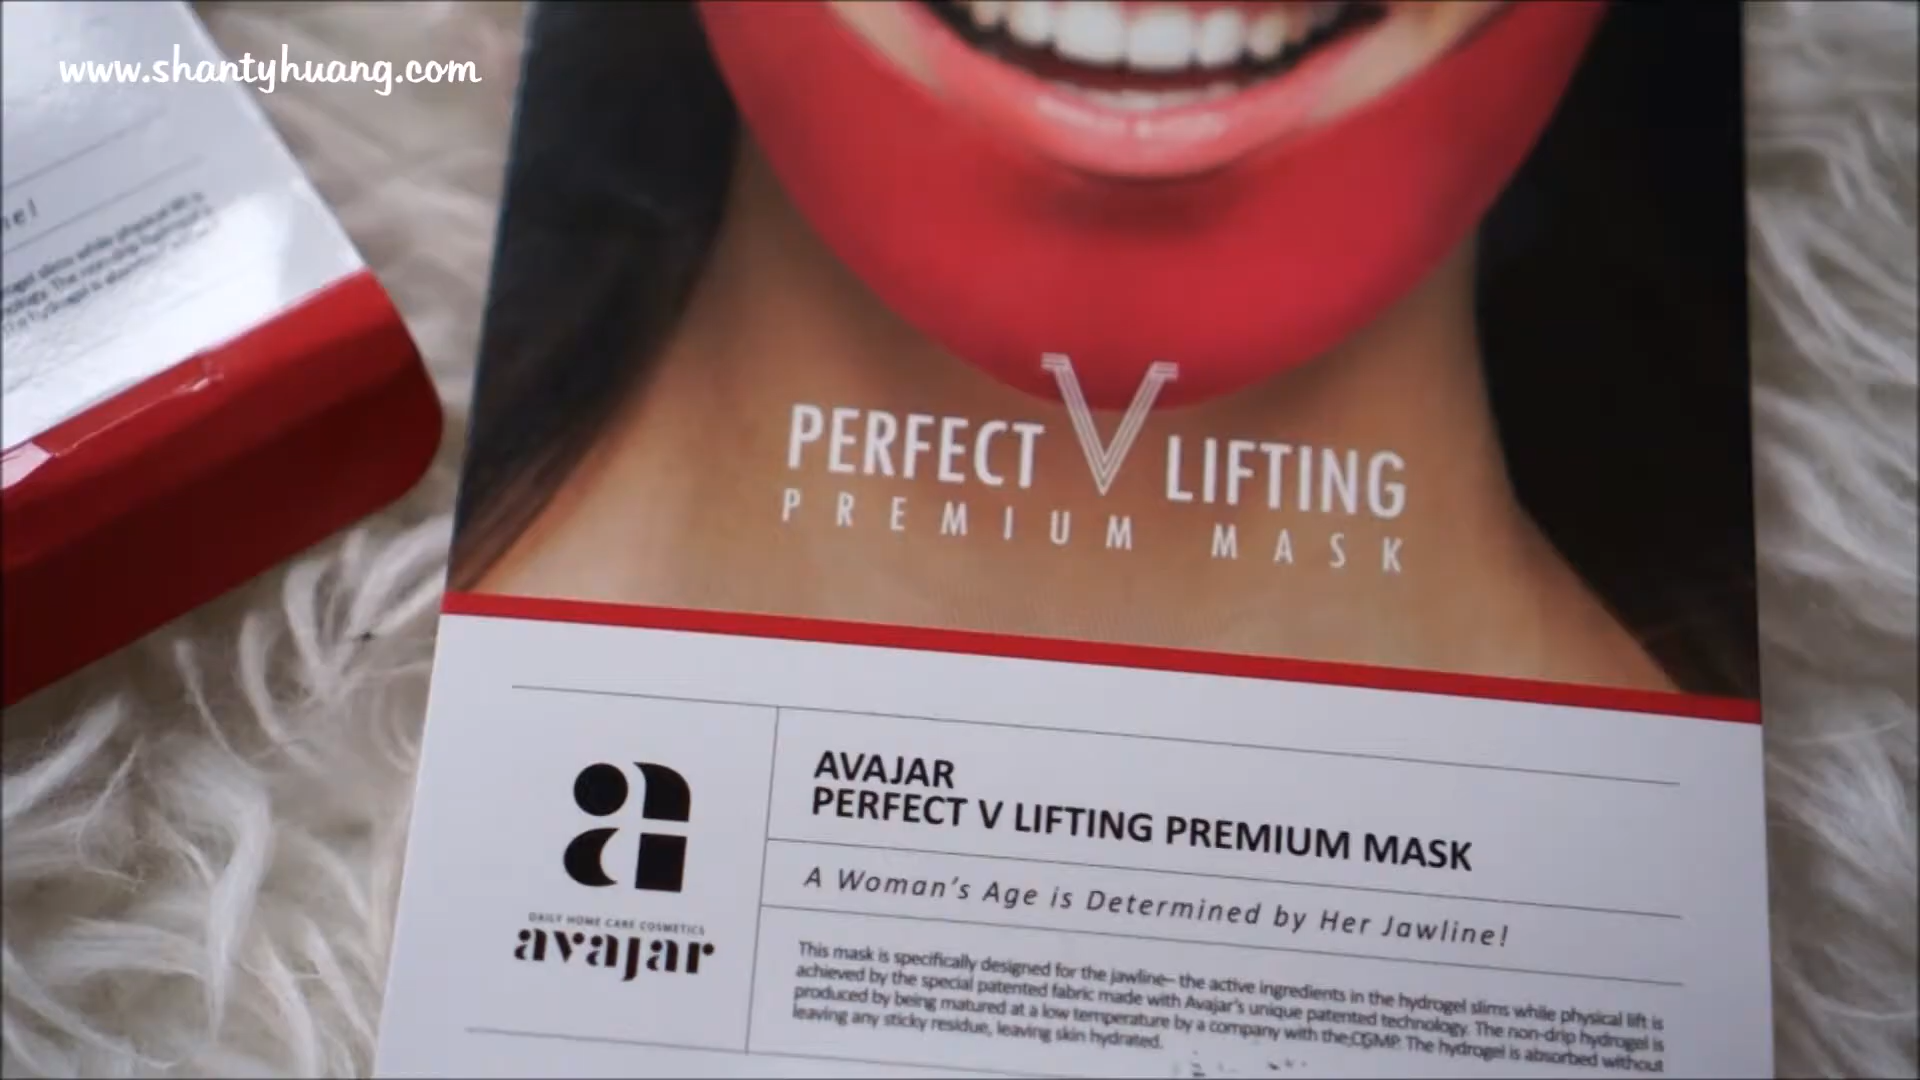 www.shantyhuang.com
ne!
PERFECT V LIFTING
PREMIUM MASK
AVAJAR
PERFECT V LIFTING PREMIUM MASK
A Woman's Age is Determined by Her Jawline!
This mask is specifically designed for the jawline– the active ingredients in the hydrogel slims while physical lift is
achieved by the special patented fabric made with Avajar's unique patented technology. The non-drip hydrogel is
produced by being matured at a low temperature by a company with the CGMP. The hydrogel is absorbed without
leaving any sticky residue, leaving skin hydrated.
DAILY HOME CARE COSMETICS
avajar